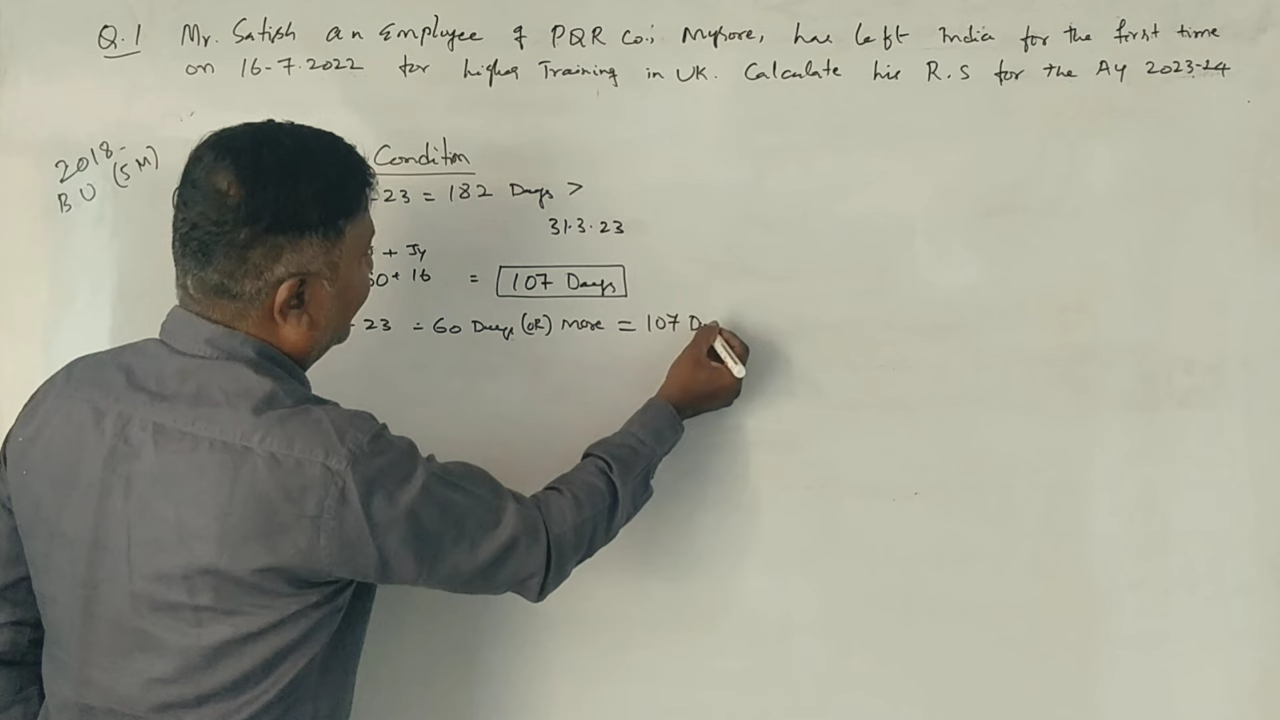 Q.1 Mr. Satish an Employee of PQR Co; Mysore, has left India for the first time
on 16-7.2022 for higher Training in UK. Calculate his R.S for the AY 2023-24
2018-
BU (5M)
Condition
-23 = 182 Days >
31.3.23
+ Jy
30+ 16 = 107 Days
- 23 = 60 Days (OR) More = 107 D